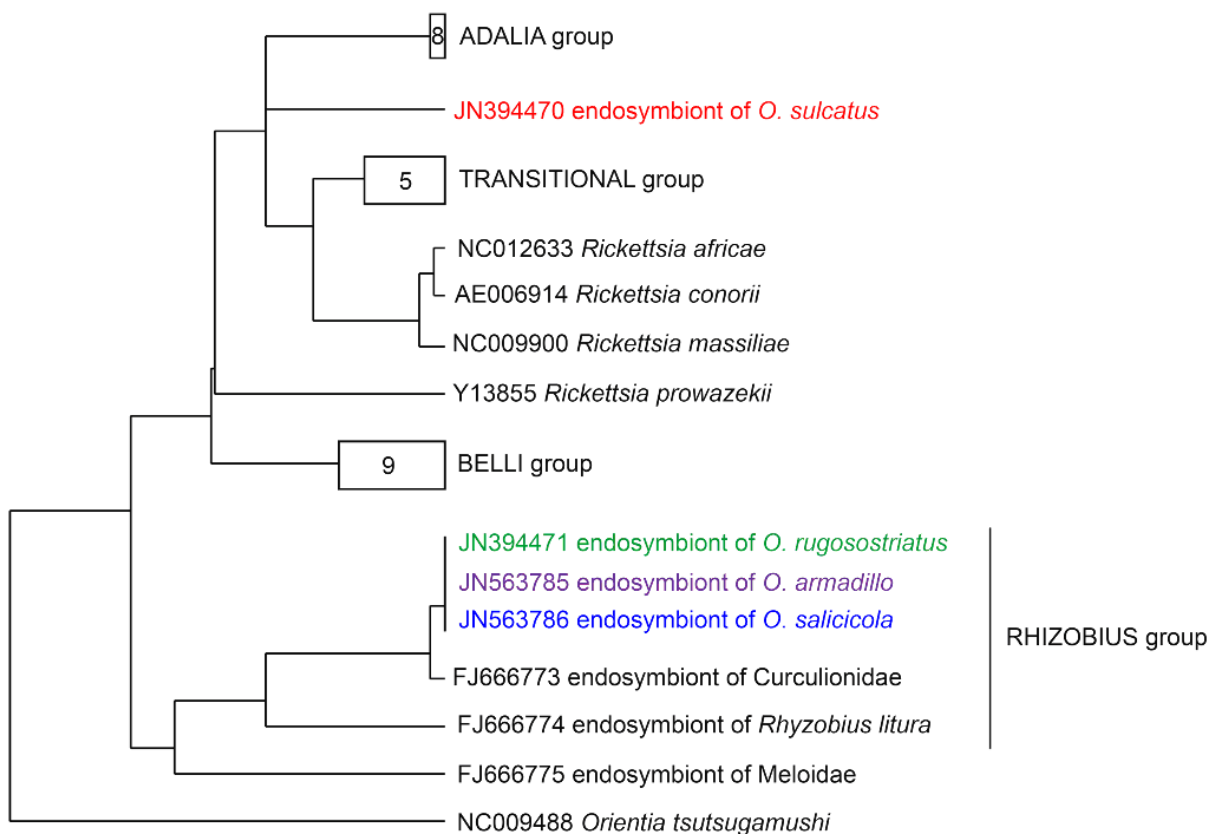 8 ADALIA group
JN394470 endosymbiont of O. sulcatus
5 TRANSITIONAL group
NC012633 Rickettsia africae
AE006914 Rickettsia conorii
NC009900 Rickettsia massiliae
Y13855 Rickettsia prowazekii
9 BELLI group
JN394471 endosymbiont of O. rugosostriatus
JN563785 endosymbiont of O. armadillo
JN563786 endosymbiont of O. salicicola
RHIZOBIUS group
FJ666773 endosymbiont of Curculionidae
FJ666774 endosymbiont of Rhyzobius litura
FJ666775 endosymbiont of Meloidae
NC009488 Orientia tsutsugamushi